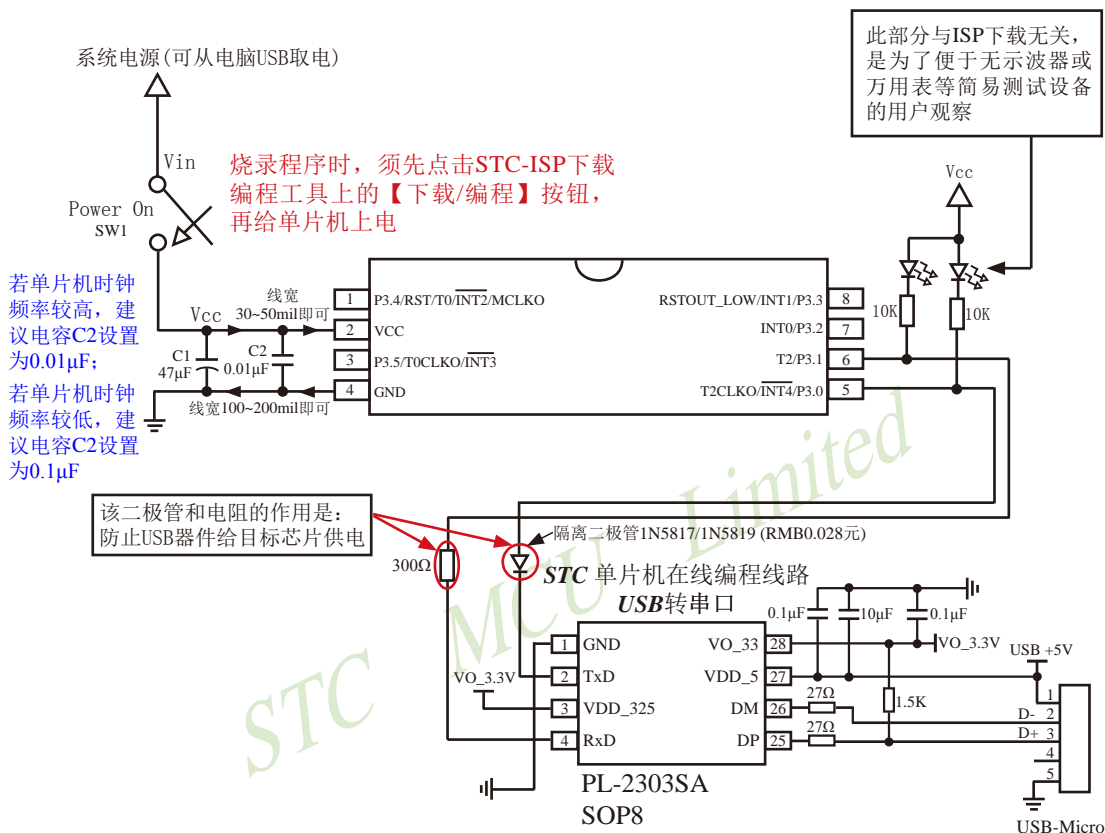 系统电源(可从电脑USB取电)
此部分与ISP下载无关,
是为了便于无示波器或
万用表等简易测试设备
的用户观察
Vin
Power On
SW1
烧录程序时，须先点击STC-ISP下载
编程工具上的【下载/编程】按钮，
再给单片机上电
Vcc
若单片机时钟
频率较高，建
议电容C2设置
为0.01μF；
若单片机时钟
频率较低，建
议电容C2设置
为0.1μF
Vcc
线宽
30~50mil即可
C1
47μF
C2
0.01μF
线宽100~200mil即可
1 P3.4/RST/T0/INT2/MCLKO
2 VCC
3 P3.5/T0CLKO/INT3
4 GND
RSTOUT_LOW/INT1/P3.3 8
INT0/P3.2 7
T2/P3.1 6
T2CLKO/INT4/P3.0 5
10K
10K
该二极管和电阻的作用是：
防止USB器件给目标芯片供电
300Ω
隔离二极管1N5817/1N5819 (RMB0.028元)
STC 单片机在线编程线路
USB转串口
STC MCU Limited
1 GND
2 TxD
3 VDD_325
4 RxD
VO_3.3V
VO_33 28
VDD_5 27
DM 26
DP 25
0.1μF
10μF
0.1μF
VO_3.3V
USB +5V
1.5K
27Ω
27Ω
D-
D+
1
2
3
4
5
PL-2303SA
SOP8
USB-Micro